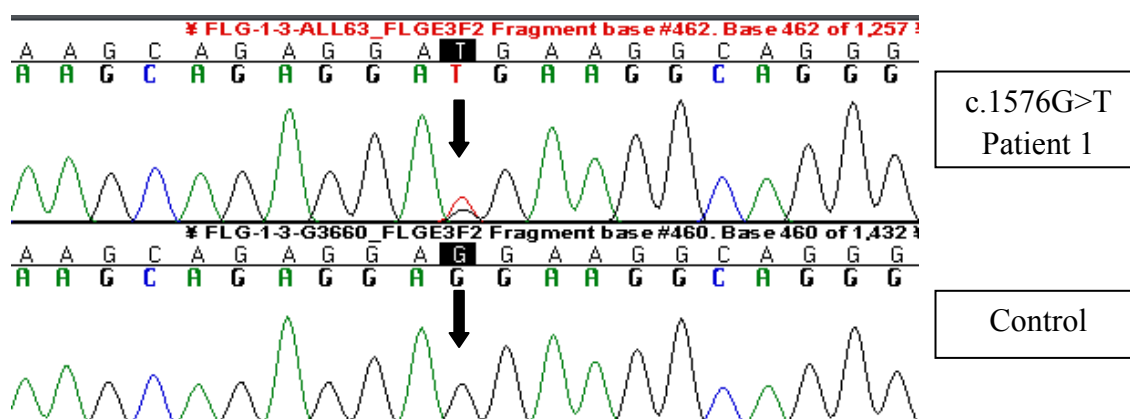 ¥ FLG-1-3-ALL63_FLGE3F2 Fragment base #462. Base 462 of 1,257
A A G C A G A G G A T G A A G G C A G G G
A A G C A G A G G A T G A A G G C A G G G
c.1576G>T
Patient 1
¥ FLG-1-3-G3660_FLGE3F2 Fragment base #460. Base 460 of 1,432
A A G C A G A G G A G G A A G G C A G G G
A A G C A G A G G A G G A A G G C A G G G
Control